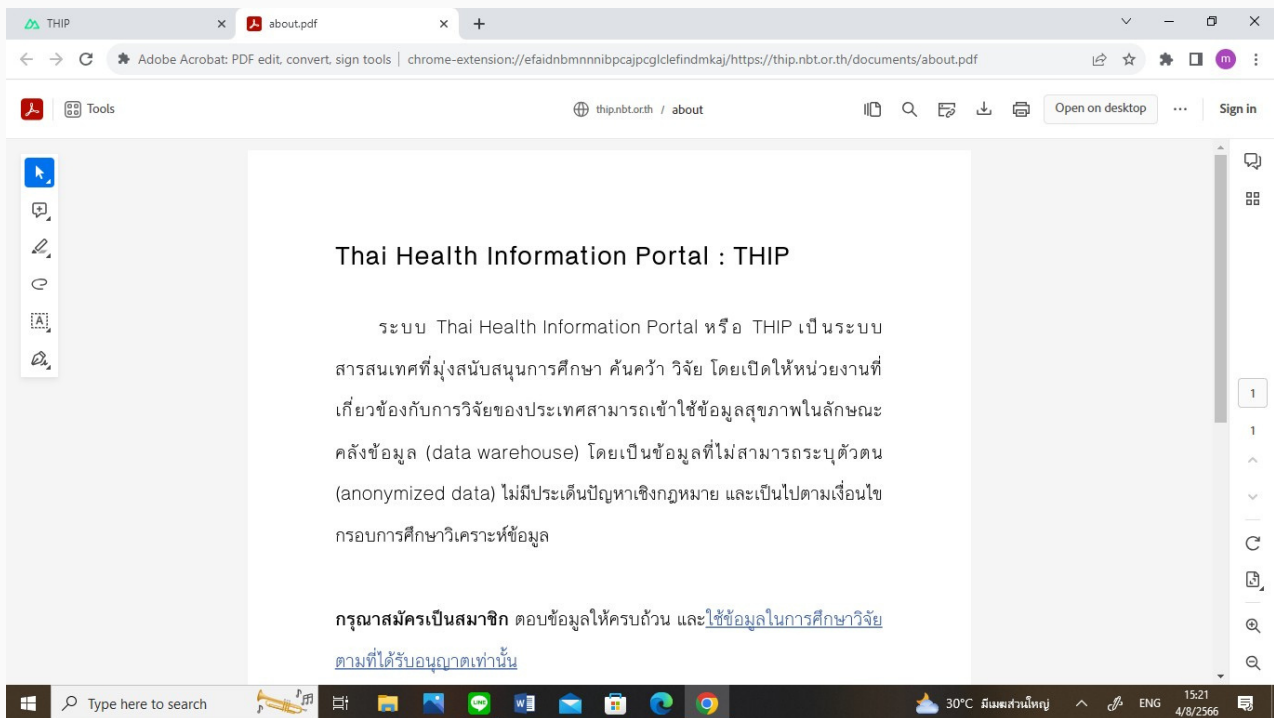 THIP
about.pdf
Adobe Acrobat: PDF edit, convert, sign tools | chrome-extension://efaidnbmnnnibpcajpcglclefindmkaj/https://thip.nbt.or.th/documents/about.pdf
m
Tools
thip.nbt.or.th / about
Open on desktop
Sign in
Thai Health Information Portal : THIP
ระบบ Thai Health Information Portal หรือ THIP เป็นระบบ
สารสนเทศที่มุ่งสนับสนุนการศึกษา ค้นคว้า วิจัย โดยเปิดให้หน่วยงานที่
เกี่ยวข้องกับการวิจัยของประเทศสามารถเข้าใช้ข้อมูลสุขภาพในลักษณะ
คลังข้อมูล (data warehouse) โดยเป็นข้อมูลที่ไม่สามารถระบุตัวตน
(anonymized data) ไม่มีประเด็นปัญหาเชิงกฎหมาย และเป็นไปตามเงื่อนไข
กรอบการศึกษาวิเคราะห์ข้อมูล
กรุณาสมัครเป็นสมาชิก ตอบข้อมูลให้ครบถ้วน และใช้ข้อมูลในการศึกษาวิจัย
ตามที่ได้รับอนุญาตเท่านั้น
1
1
Type here to search
LINE
W
30°C มีเมฆส่วนใหญ่
ENG
15:21
4/8/2566